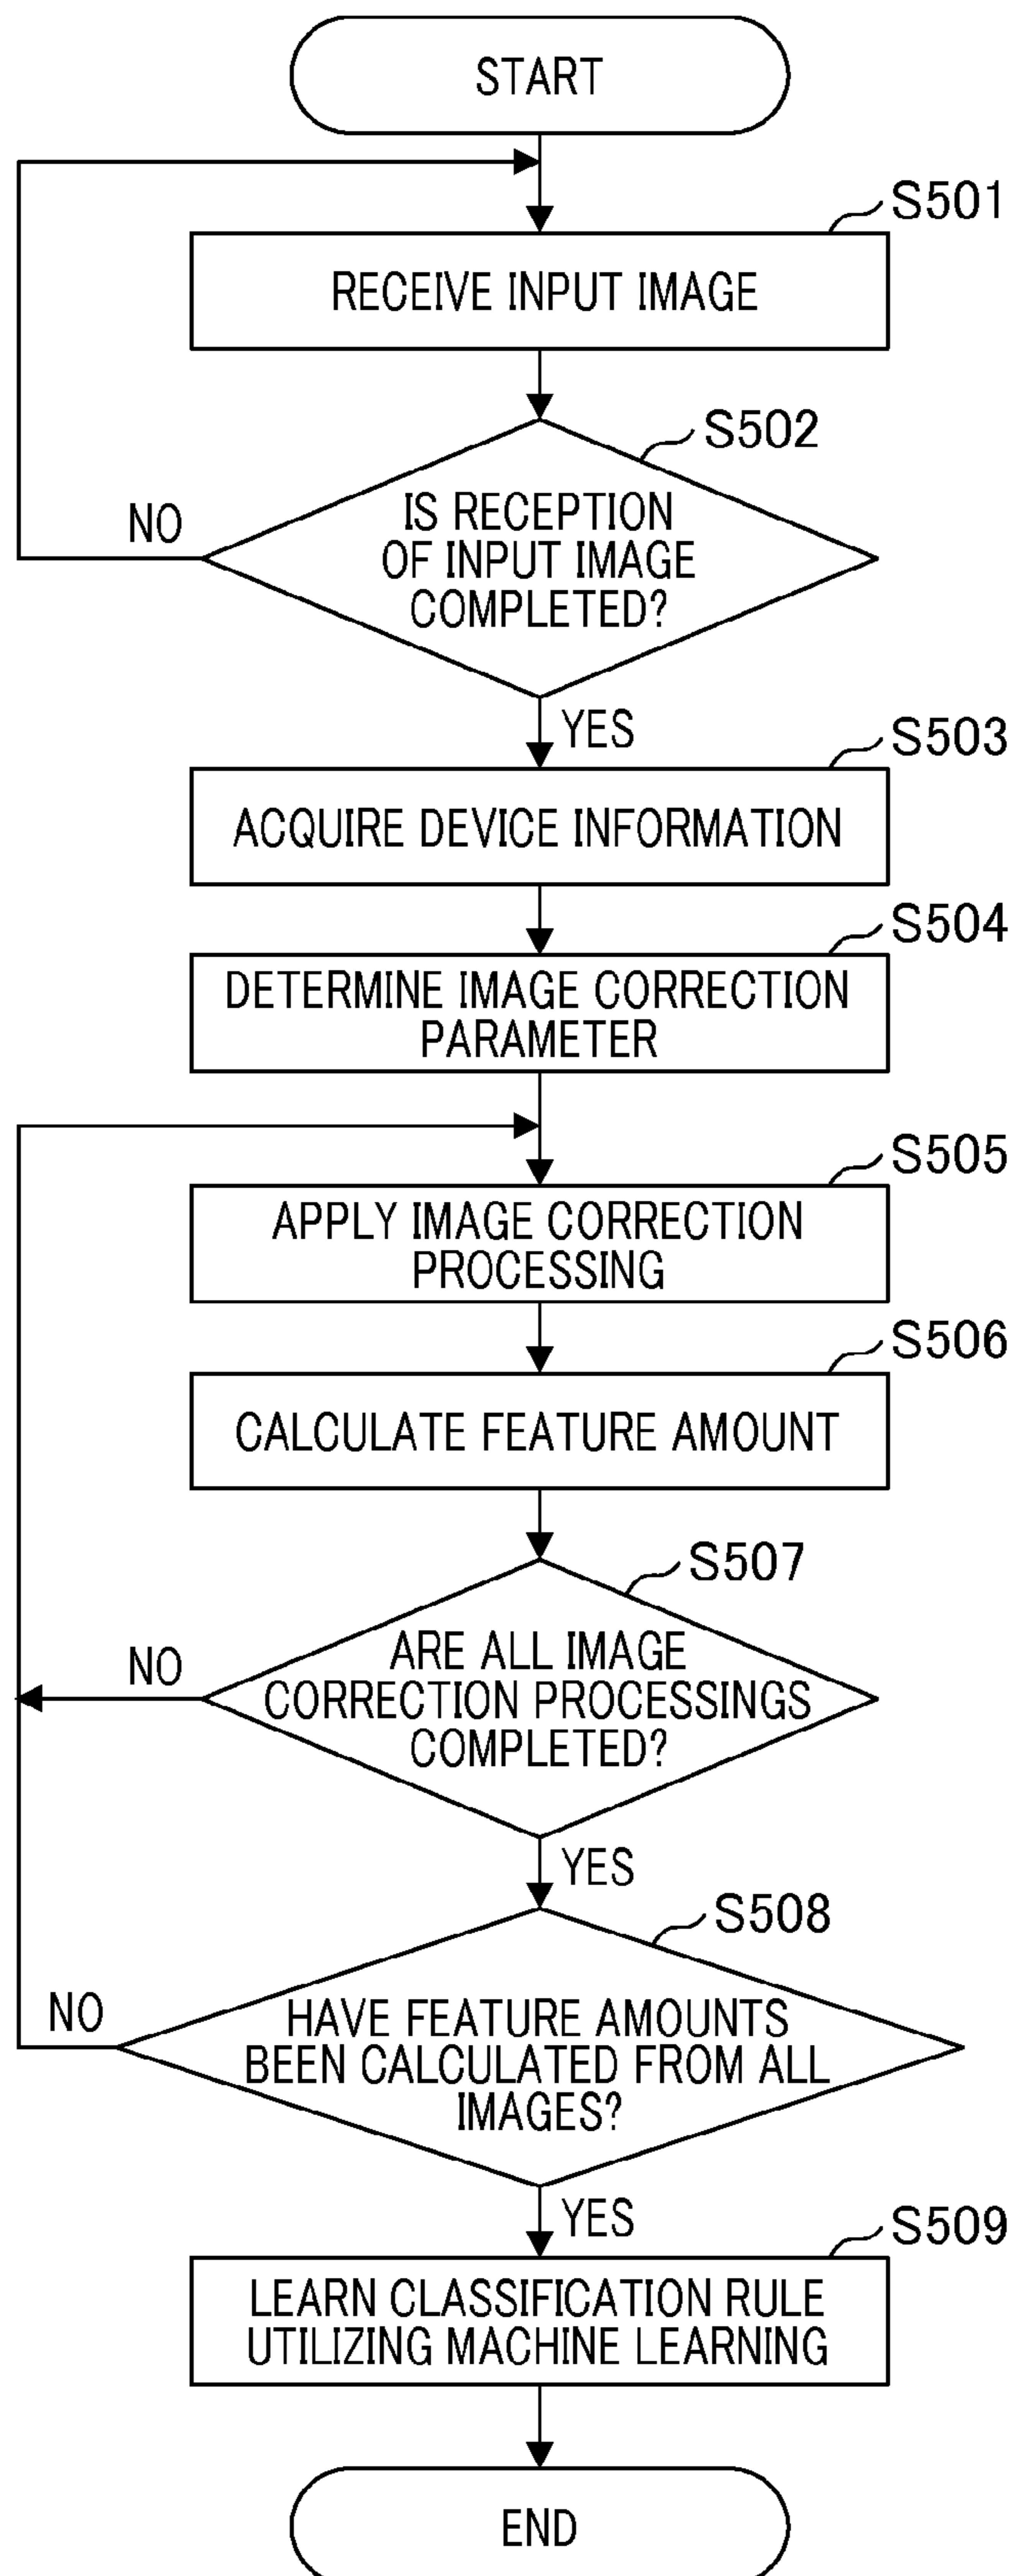 START
S501
RECEIVE INPUT IMAGE
S502
IS RECEPTION
OF INPUT IMAGE
COMPLETED?
NO
YES
S503
ACQUIRE DEVICE INFORMATION
S504
DETERMINE IMAGE CORRECTION
PARAMETER
S505
APPLY IMAGE CORRECTION
PROCESSING
S506
CALCULATE FEATURE AMOUNT
S507
ARE ALL IMAGE
CORRECTION PROCESSINGS
COMPLETED?
NO
YES
S508
HAVE FEATURE AMOUNTS
BEEN CALCULATED FROM ALL
IMAGES?
NO
YES
S509
LEARN CLASSIFICATION RULE
UTILIZING MACHINE LEARNING
END